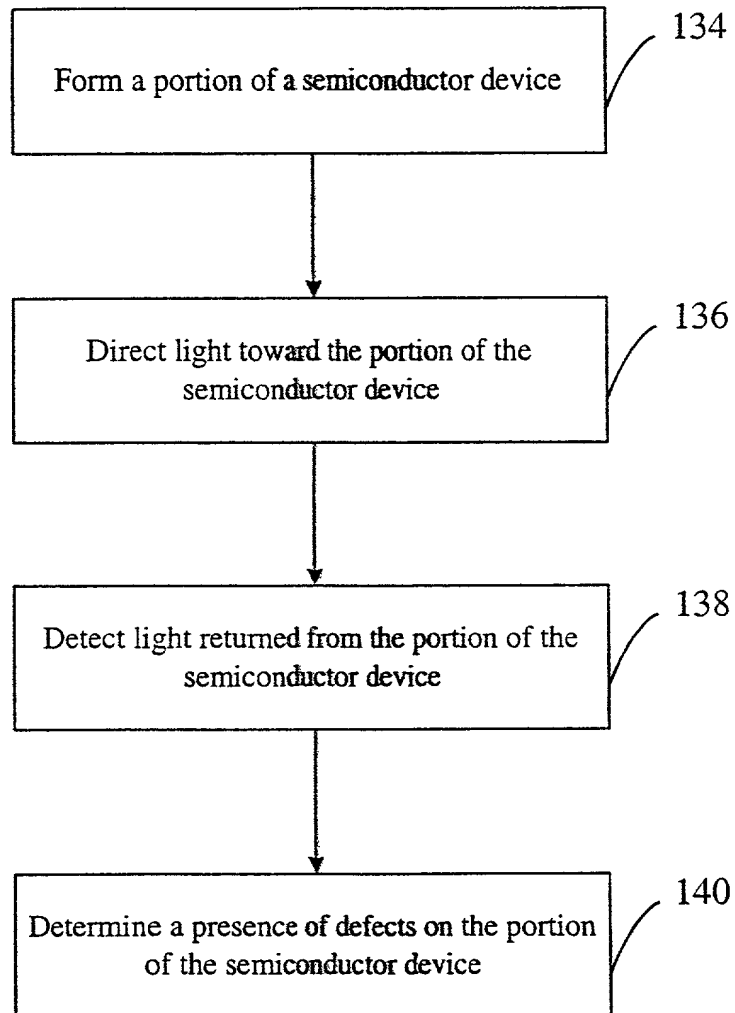 134
Form a portion of a semiconductor device
136
Direct light toward the portion of the
semiconductor device
138
Detect light returned from the portion of the
semiconductor device
140
Determine a presence of defects on the portion
of the semiconductor device